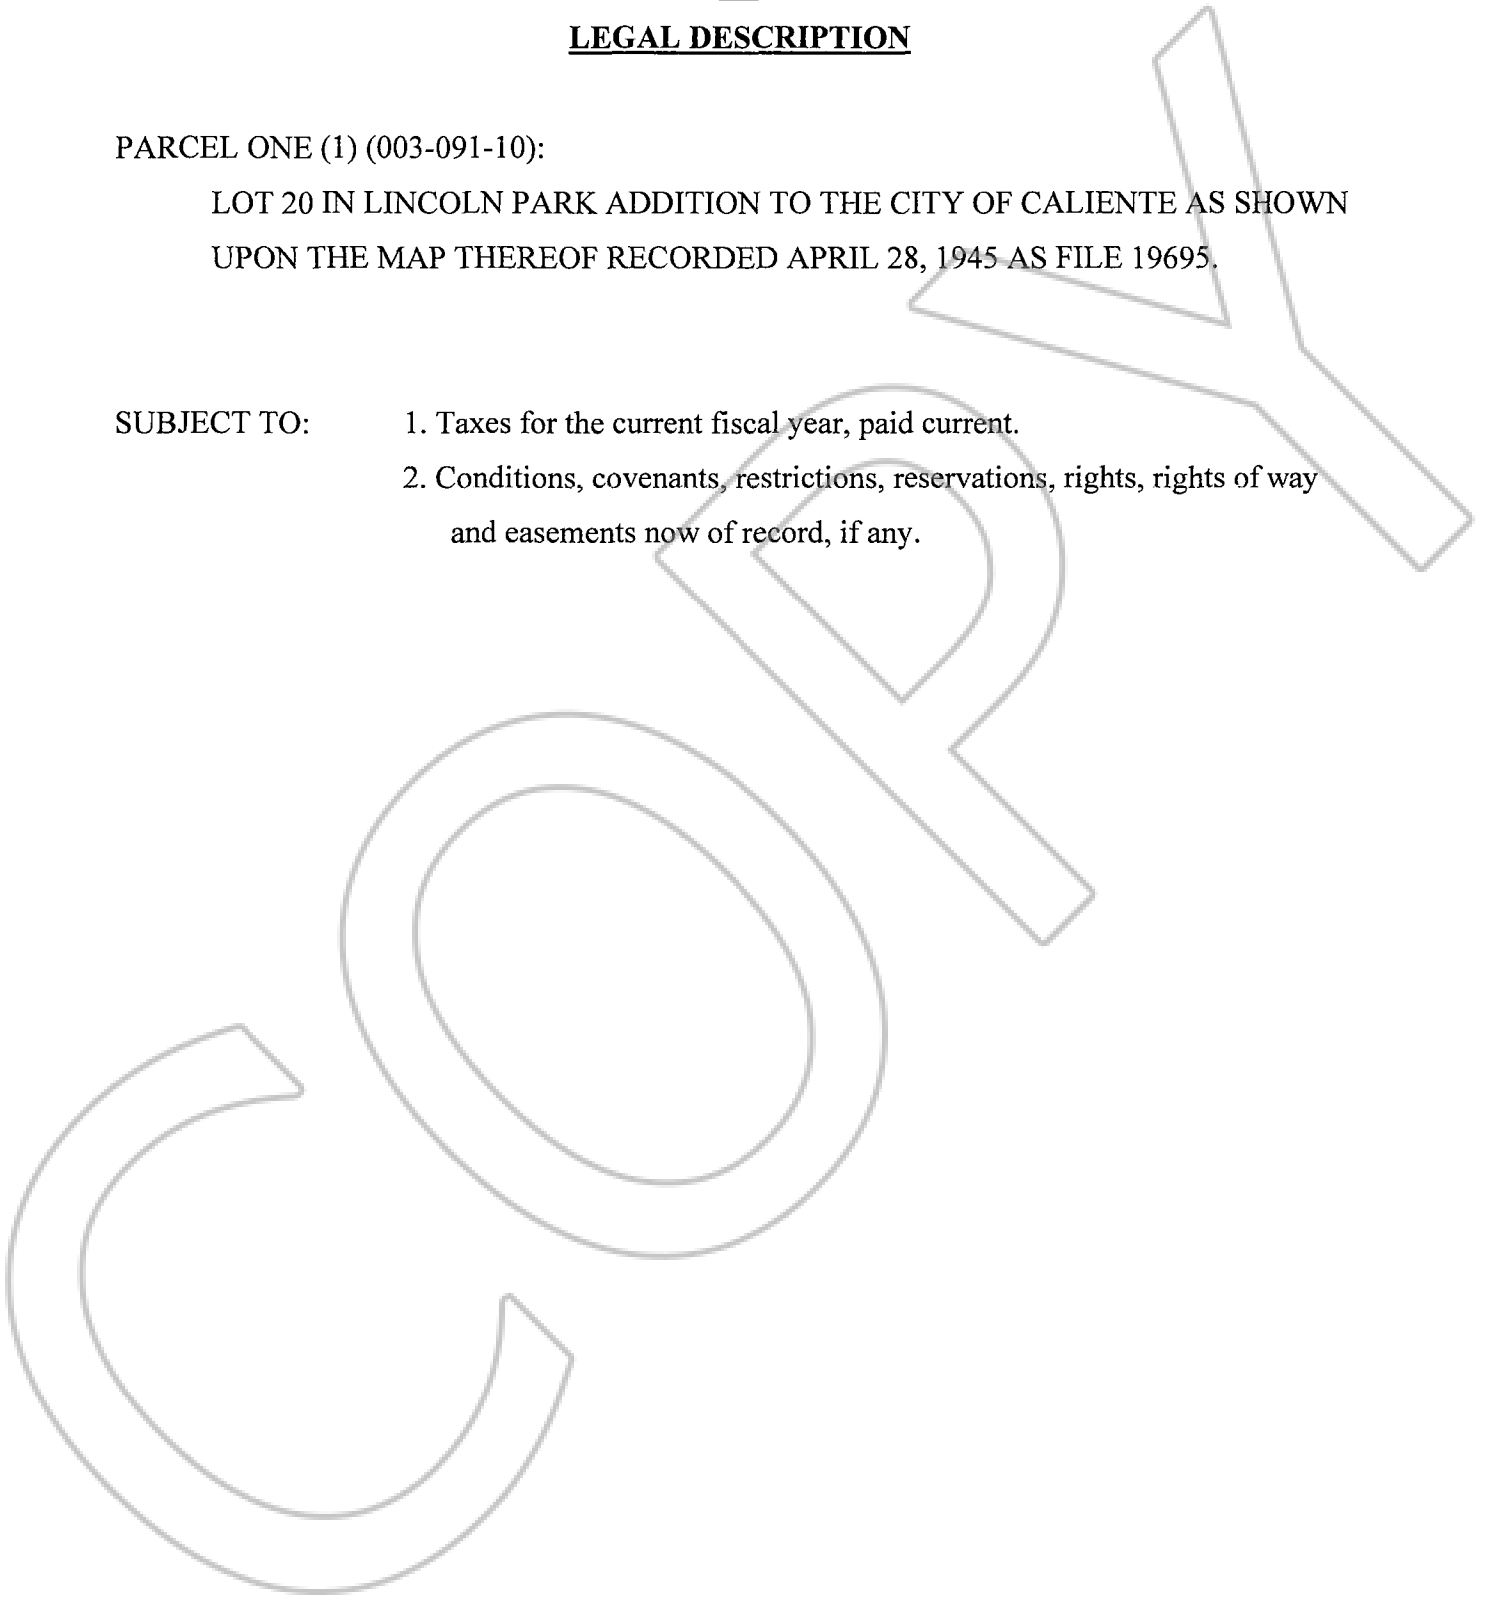 LEGAL DESCRIPTION
PARCEL ONE (1) (003-091-10):
LOT 20 IN LINCOLN PARK ADDITION TO THE CITY OF CALIENTE AS SHOWN
UPON THE MAP THEREOF RECORDED APRIL 28, 1945 AS FILE 19695.
SUBJECT TO: 1. Taxes for the current fiscal year, paid current.
2. Conditions, covenants, restrictions, reservations, rights, rights of way
and easements now of record, if any.
COPY